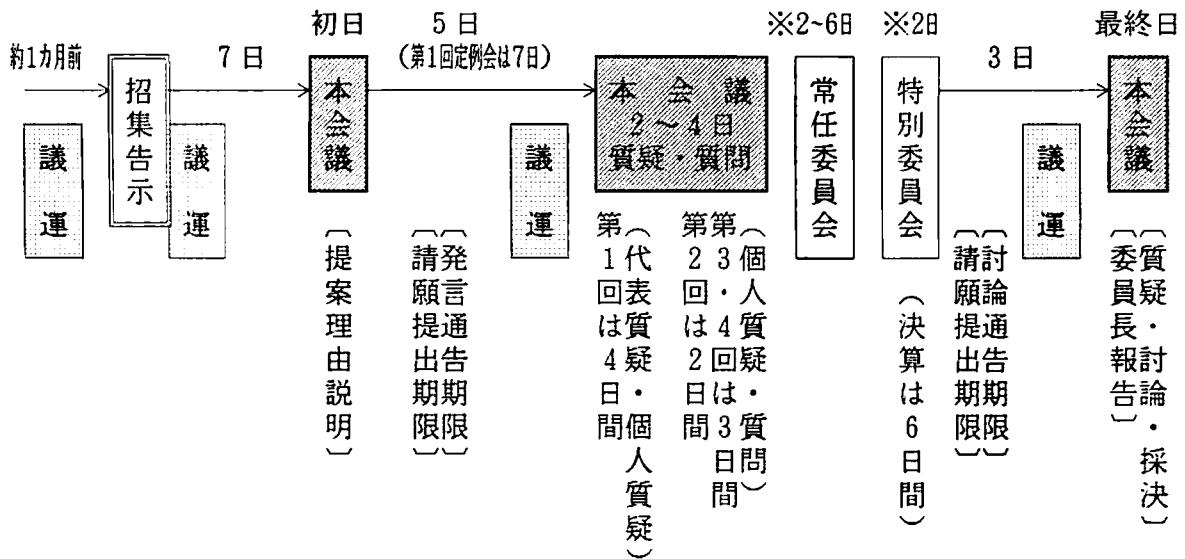 約1カ月前
議運
招集告示
議運
7日
初日
本会議
〔提案理由説明〕
5日
(第1回定例会は7日)
議運
〔発言通告期限〕
〔請願提出期限〕
本会議
2～4日
質疑・質問
第1回は4日間
(代表質疑・個人質疑)
第2回は2日間
第3・4回は3日間
(個人質疑・質問)
※2~6日
常任委員会
※2日
特別委員会
(決算は6日間)
3日
議運
〔討論通告期限〕
〔請願提出期限〕
最終日
本会議
〔質疑・討論・採決〕
〔委員長報告〕